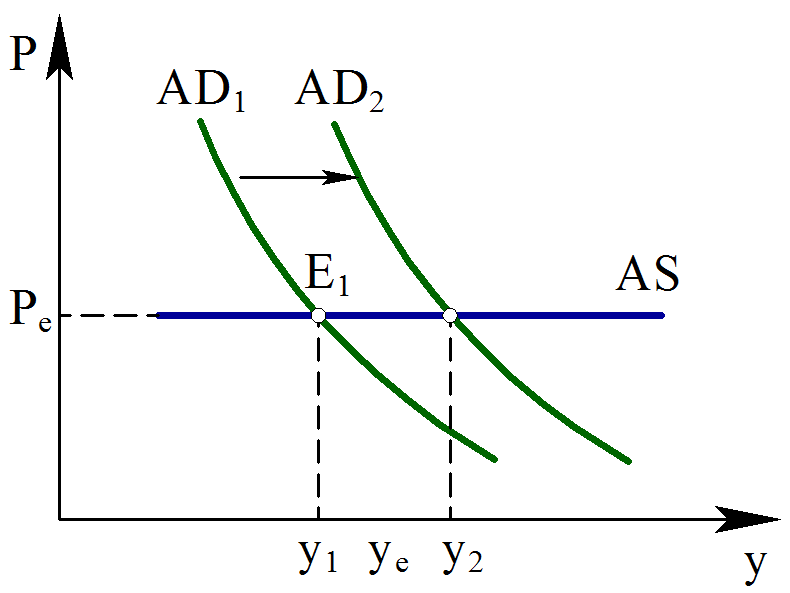 P
AD₁ AD₂
E₁
AS
Pₑ
y₁ yₑ y₂
y